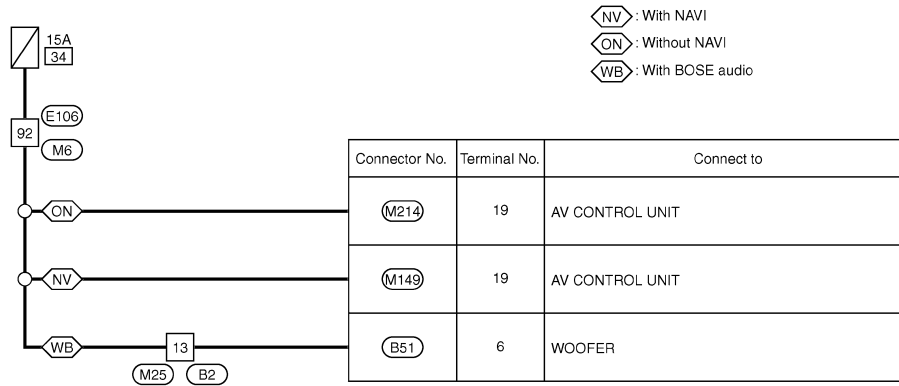 NV : With NAVI
ON : Without NAVI
WB : With BOSE audio
15A
34
E106
92
M6
Connector No. Terminal No. Connect to
ON M214 19 AV CONTROL UNIT
NV M149 19 AV CONTROL UNIT
WB 13 B51 6 WOOFER
M25 B2